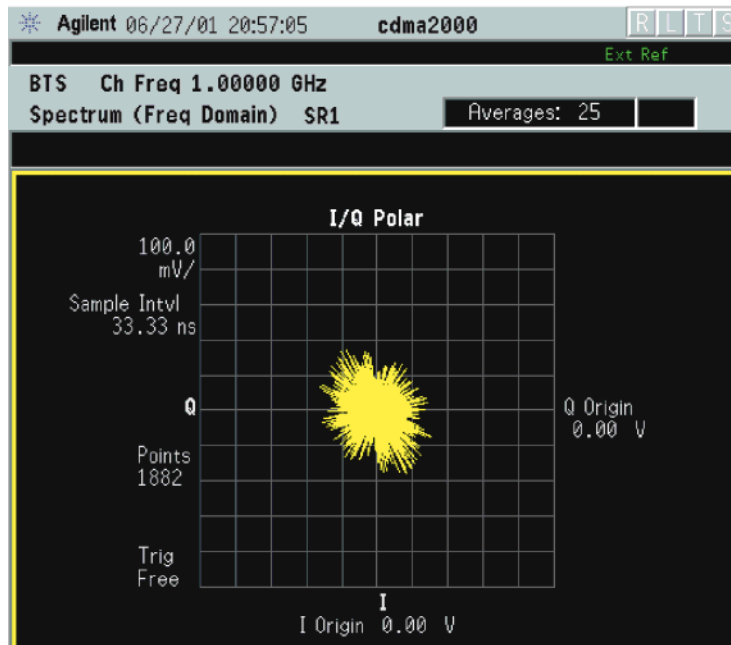 Agilent 06/27/01 20:57:05 cdma2000 R L T S
Ext Ref
BTS Ch Freq 1.00000 GHz
Spectrum (Freq Domain) SR1 Averages: 25
I/Q Polar
100.0
mV/
Sample Intvl
33.33 ns
Q
Q Origin
0.00 V
Points
1882
Trig
Free
I
I Origin 0.00 V